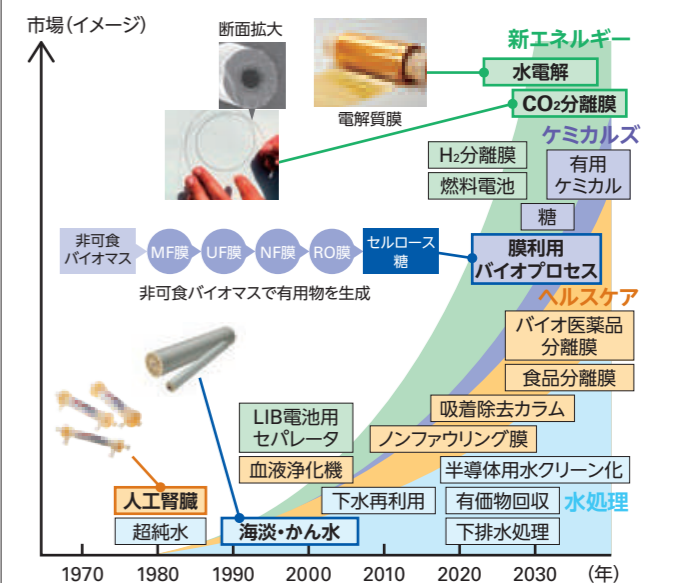 市場（イメージ）
断面拡大
電解質膜
新エネルギー
水電解
CO2分離膜
ケミカルズ
H2分離膜
燃料電池
有用
ケミカル
糖
非可食
バイオマス
MF膜
UF膜
NF膜
RO膜
セルロース
糖
膜利用
バイオプロセス
非可食バイオマスで有用物を生成
ヘルスケア
バイオ医薬品
分離膜
食品分離膜
吸着除去カラム
LIB電池用
セパレータ
ノンファウリング膜
血液浄化機
半導体用水クリーン化
人工腎臓
下水再利用
有価物回収
水処理
超純水
海淡・かん水
下排水処理
1970
1980
1990
2000
2010
2020
2030
（年）